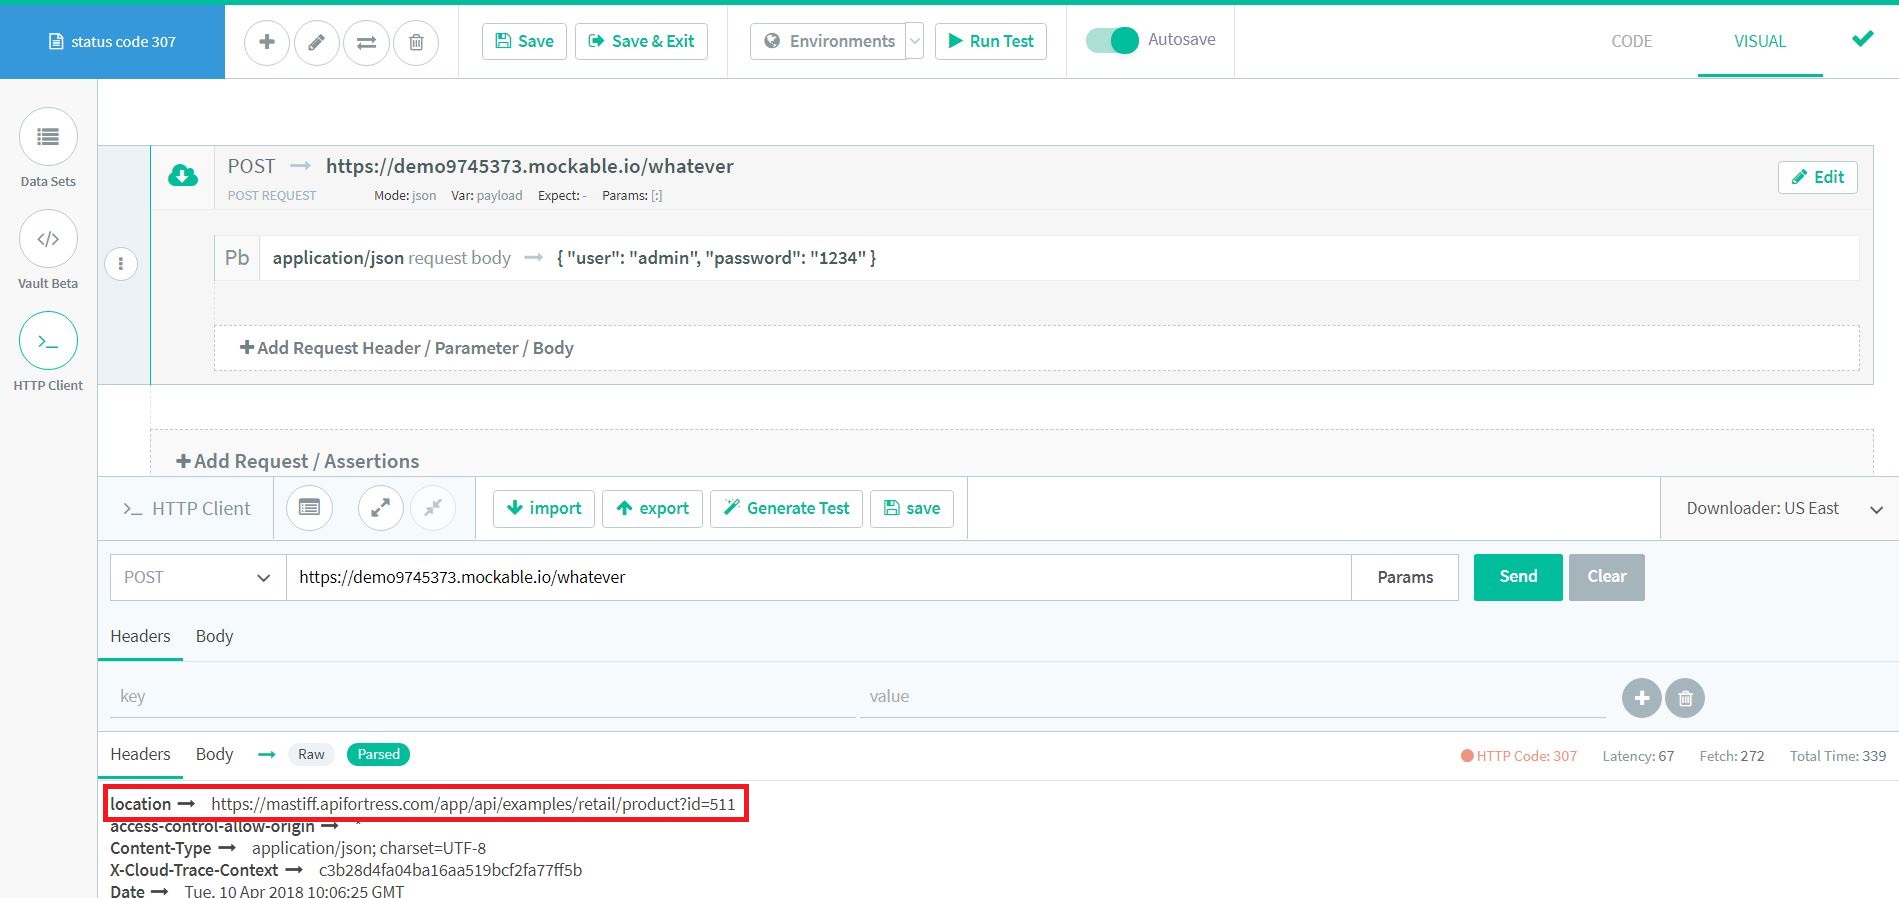 status code 307
Save
Save & Exit
Environments
Run Test
Autosave
CODE
VISUAL
Data Sets
Vault Beta
HTTP Client
POST → https://demo9745373.mockable.io/whatever
Edit
POST REQUEST Mode: json Var: payload Expect: - Params: [:]
Pb application/json request body → { "user": "admin", "password": "1234" }
Add Request Header / Parameter / Body
Add Request / Assertions
HTTP Client
import
export
Generate Test
save
Downloader: US East
POST
https://demo9745373.mockable.io/whatever
Params
Send
Clear
Headers Body
key
value
Headers Body → Raw Parsed
HTTP Code: 307 Latency: 67 Fetch: 272 Total Time: 339
location → https://mastiff.apifortress.com/app/api/examples/retail/product?id=511
access-control-allow-origin → *
Content-Type → application/json; charset=UTF-8
X-Cloud-Trace-Context → c3b28d4fa04ba16aa519bcf2fa77ff5b
Date → Tue, 10 Apr 2018 10:06:25 GMT